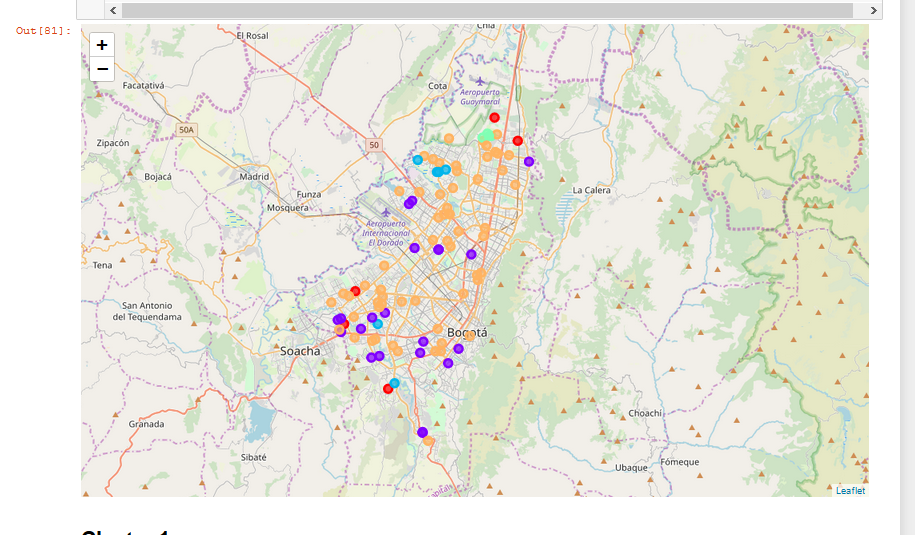 Out[81]:
+
−
El Rosal
Chía
Facatativá
Cota
Aeropuerto
Guaymaral
50A
50
Zipacón
Bojacá
Madrid
Funza
Mosquera
La Calera
Aeropuerto
Internacional
El Dorado
Tena
San Antonio
del Tequendama
Bogotá
Soacha
Granada
Choachí
Sibaté
Ubaque
Fómeque
Leaflet